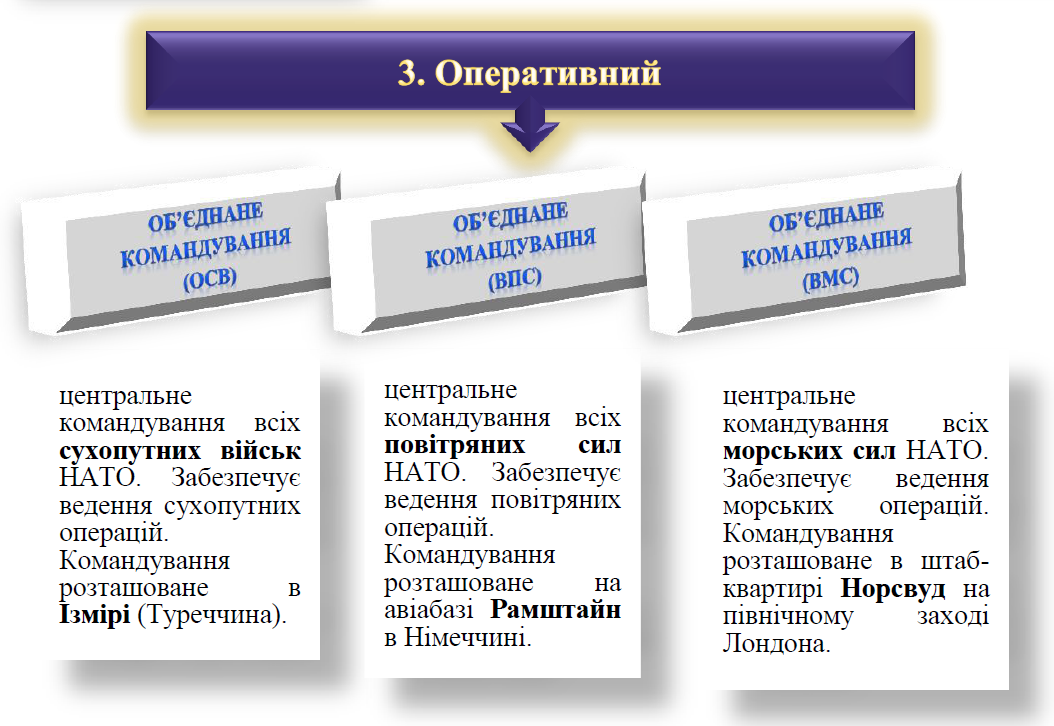 3. Оперативний
ОБ’ЄДНАНЕ
КОМАНДУВАННЯ
(ОСВ)
ОБ’ЄДНАНЕ
КОМАНДУВАННЯ
(ВПС)
ОБ’ЄДНАНЕ
КОМАНДУВАННЯ
(ВМС)
центральне
командування всіх
сухопутних військ
НАТО. Забезпечує
ведення сухопутних
операцій.
Командування
розташоване в
Ізмірі (Туреччина).
центральне
командування всіх
повітряних сил
НАТО. Забезпечує
ведення повітряних
операцій.
Командування
розташоване на
авіабазі Рамштайн
в Німеччині.
центральне
командування всіх
морських сил НАТО.
Забезпечує ведення
морських операцій.
Командування
розташоване в штаб-
квартирі Норсвуд на
північному заході
Лондона.